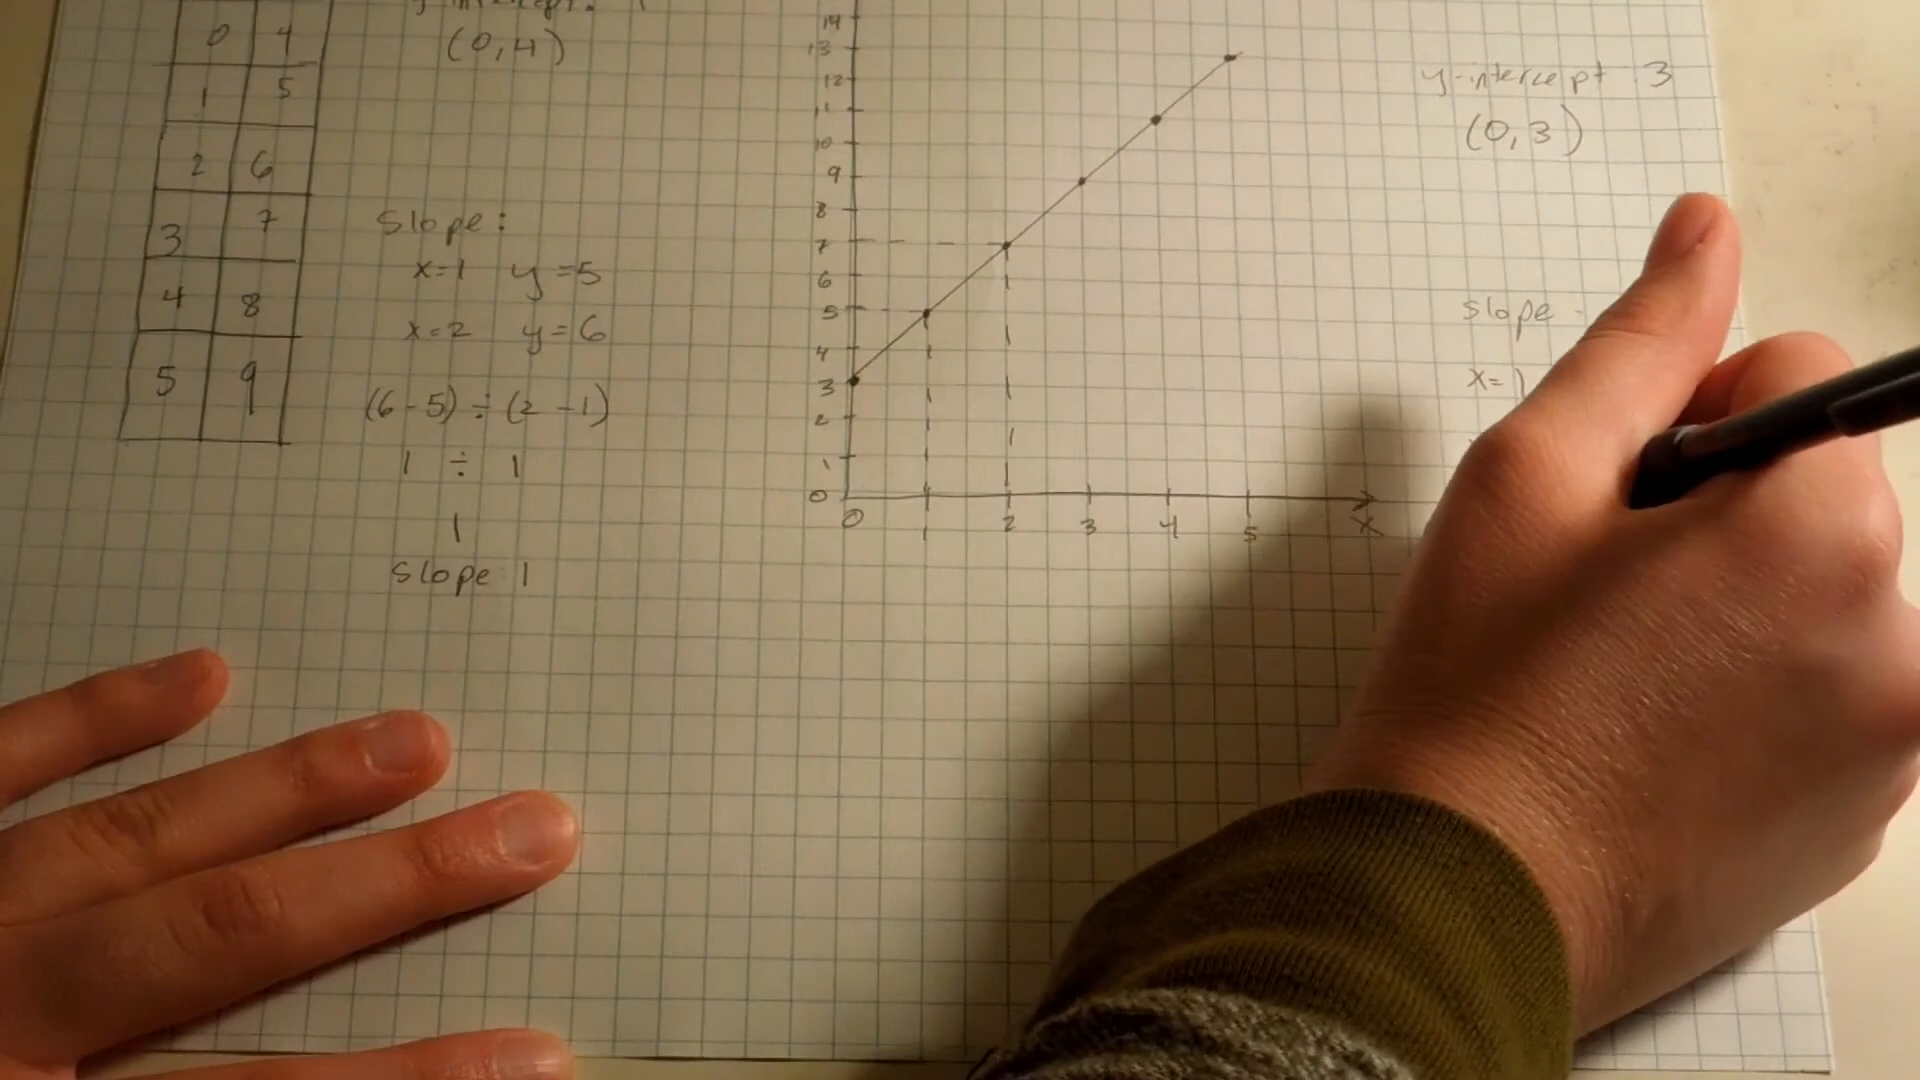 (0,4)
0 4
1 5
2 6
3 7
4 8
5 9
Slope:
x=1 y=5
x=2 y=6
(6-5) ÷ (2-1)
1 ÷ 1
1
Slope 1
14
13
12
11
10
9
8
7
6
5
4
3
2
1
0
0 1 2 3 4 5 x
y-intercept 3
(0,3)
slope
x=1